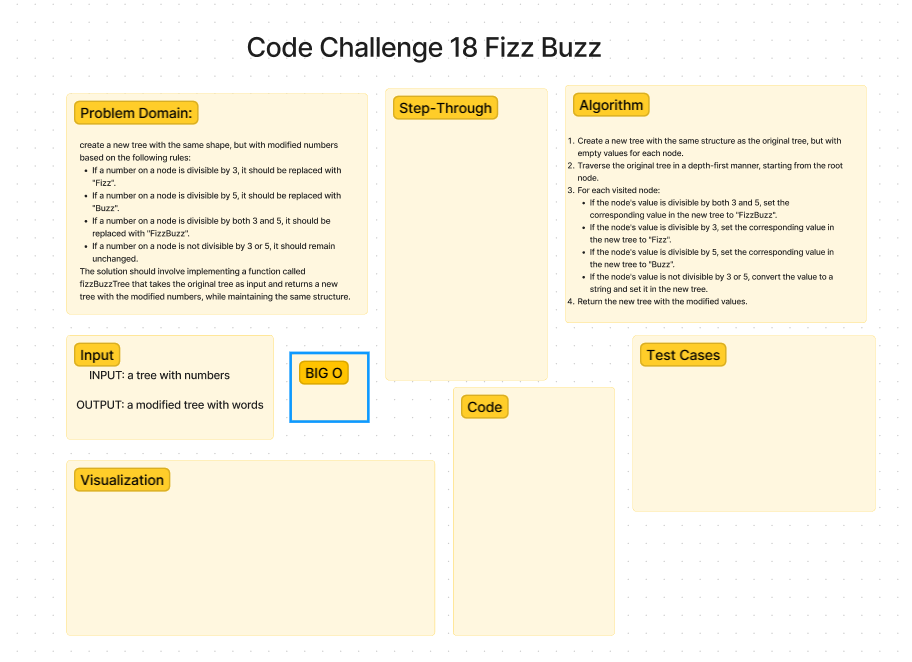 Code Challenge 18 Fizz Buzz
Problem Domain:
create a new tree with the same shape, but with modified numbers
based on the following rules:
• If a number on a node is divisible by 3, it should be replaced with
"Fizz".
• If a number on a node is divisible by 5, it should be replaced with
"Buzz".
• If a number on a node is divisible by both 3 and 5, it should be
replaced with "FizzBuzz".
• If a number on a node is not divisible by 3 or 5, it should remain
unchanged.
The solution should involve implementing a function called
fizzBuzzTree that takes the original tree as input and returns a new
tree with the modified numbers, while maintaining the same structure.
Step-Through
Algorithm
1. Create a new tree with the same structure as the original tree, but with
empty values for each node.
2. Traverse the original tree in a depth-first manner, starting from the root
node.
3. For each visited node:
• If the node's value is divisible by both 3 and 5, set the
corresponding value in the new tree to "FizzBuzz".
• If the node's value is divisible by 3, set the corresponding value in
the new tree to "Fizz".
• If the node's value is divisible by 5, set the corresponding value in
the new tree to "Buzz".
• If the node's value is not divisible by 3 or 5, convert the value to a
string and set it in the new tree.
4. Return the new tree with the modified values.
Input
INPUT: a tree with numbers
OUTPUT: a modified tree with words
BIG O
Test Cases
Code
Visualization